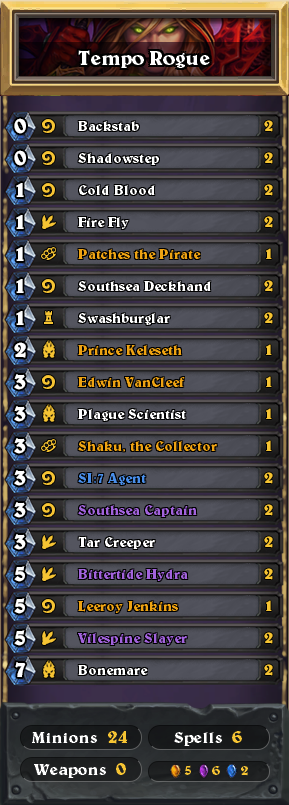 Tempo Rogue
0 Backstab 2
0 Shadowstep 2
1 Cold Blood 2
1 Fire Fly 2
1 Patches the Pirate 1
1 Southsea Deckhand 2
1 Swashburglar 2
2 Prince Keleseth 1
3 Edwin VanCleef 1
3 Plague Scientist 1
3 Shaku, the Collector 1
3 SI:7 Agent 2
3 Southsea Captain 2
3 Tar Creeper 2
5 Bittertide Hydra 2
5 Leeroy Jenkins 1
5 Vilespine Slayer 2
7 Bonemare 2
Minions 24 Spells 6
Weapons 0 5 6 2